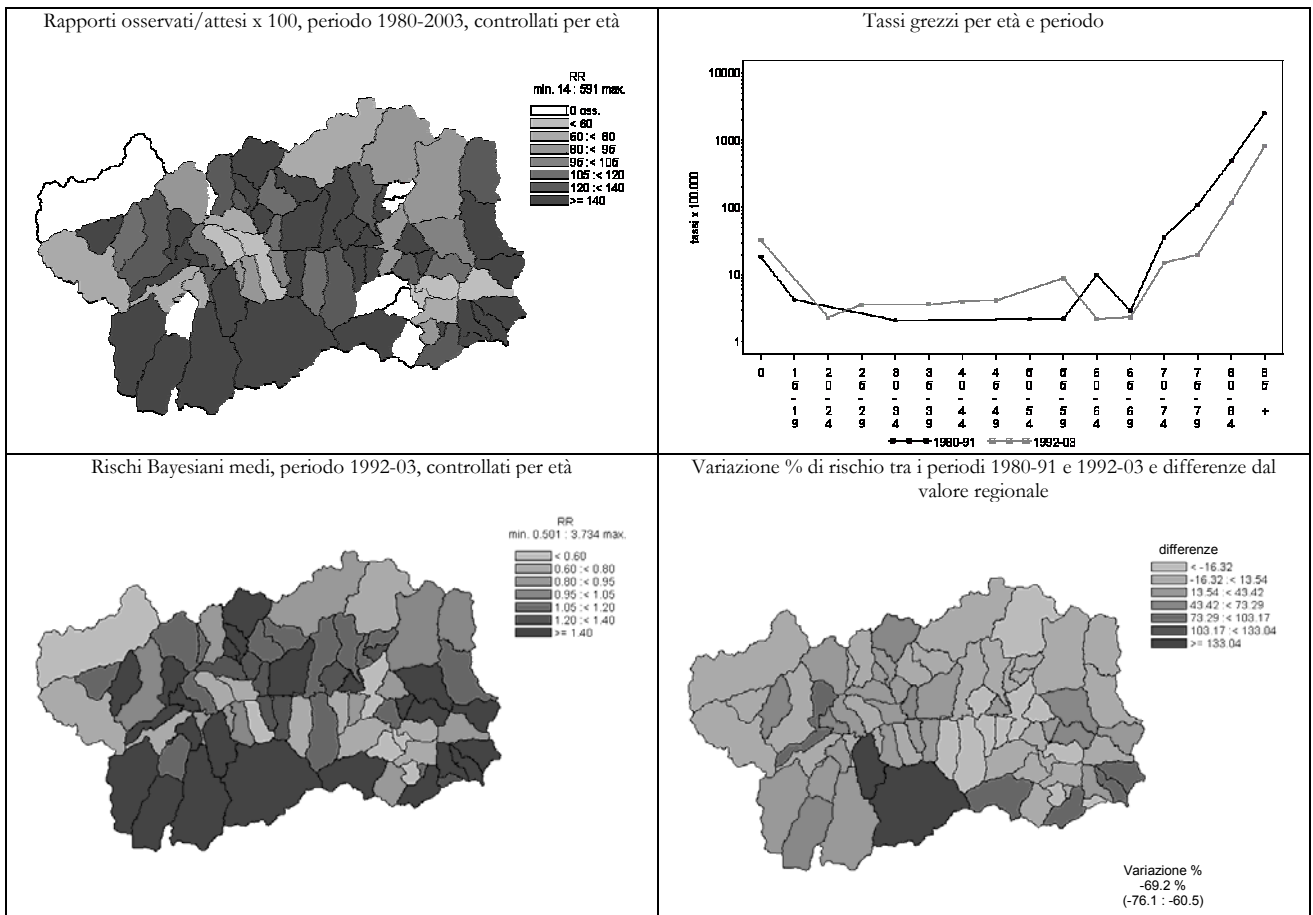 Rapporti osservati/attesi x 100, periodo 1980-2003, controllati per età
RR
min. 14 : 591 max.
0 oss.
< 60
60 :< 80
80 :< 95
95 :< 105
105 :< 120
120 :< 140
>= 140
Tassi grezzi per età e periodo
tassi x 100.000
10000
1000
100
10
1
0
15-19
20-24
25-29
30-34
35-39
40-44
45-49
50-54
55-59
60-64
65-69
70-74
75-79
80-84
85+
1980-91
1992-03
Rischi Bayesiani medi, periodo 1992-03, controllati per età
RR
min. 0.501 : 3.734 max.
< 0.60
0.60 :< 0.80
0.80 :< 0.95
0.95 :< 1.05
1.05 :< 1.20
1.20 :< 1.40
>= 1.40
Variazione % di rischio tra i periodi 1980-91 e 1992-03 e differenze dal
valore regionale
differenze
< -16.32
-16.32 :< 13.54
13.54 :< 43.42
43.42 :< 73.29
73.29 :< 103.17
103.17 :< 133.04
>= 133.04
Variazione %
-69.2 %
(-76.1 : -60.5)